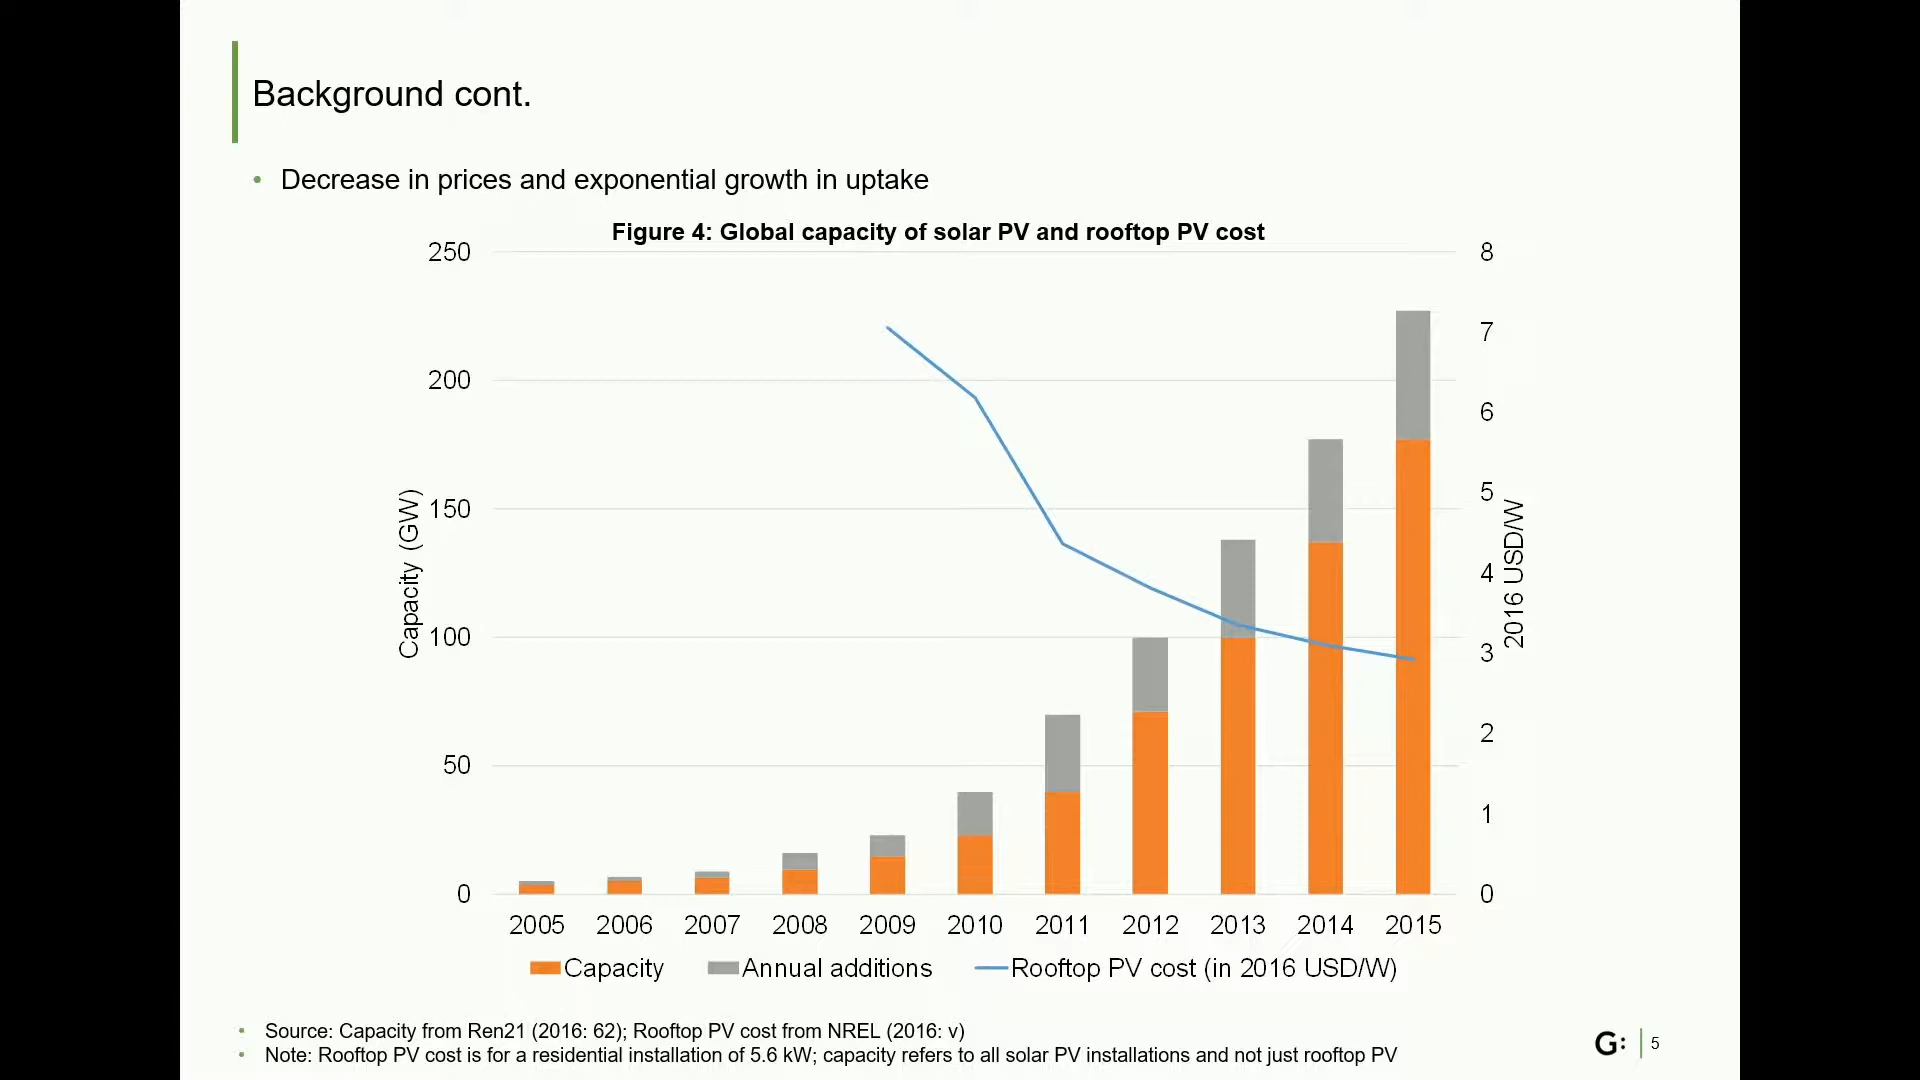 Background cont.
• Decrease in prices and exponential growth in uptake
Figure 4: Global capacity of solar PV and rooftop PV cost
250
200
150
100
50
0
Capacity (GW)
8
7
6
5
4
3
2
1
0
2016 USD/W
2005 2006 2007 2008 2009 2010 2011 2012 2013 2014 2015
Capacity Annual additions Rooftop PV cost (in 2016 USD/W)
• Source: Capacity from Ren21 (2016: 62); Rooftop PV cost from NREL (2016: v)
• Note: Rooftop PV cost is for a residential installation of 5.6 kW; capacity refers to all solar PV installations and not just rooftop PV
G: 5